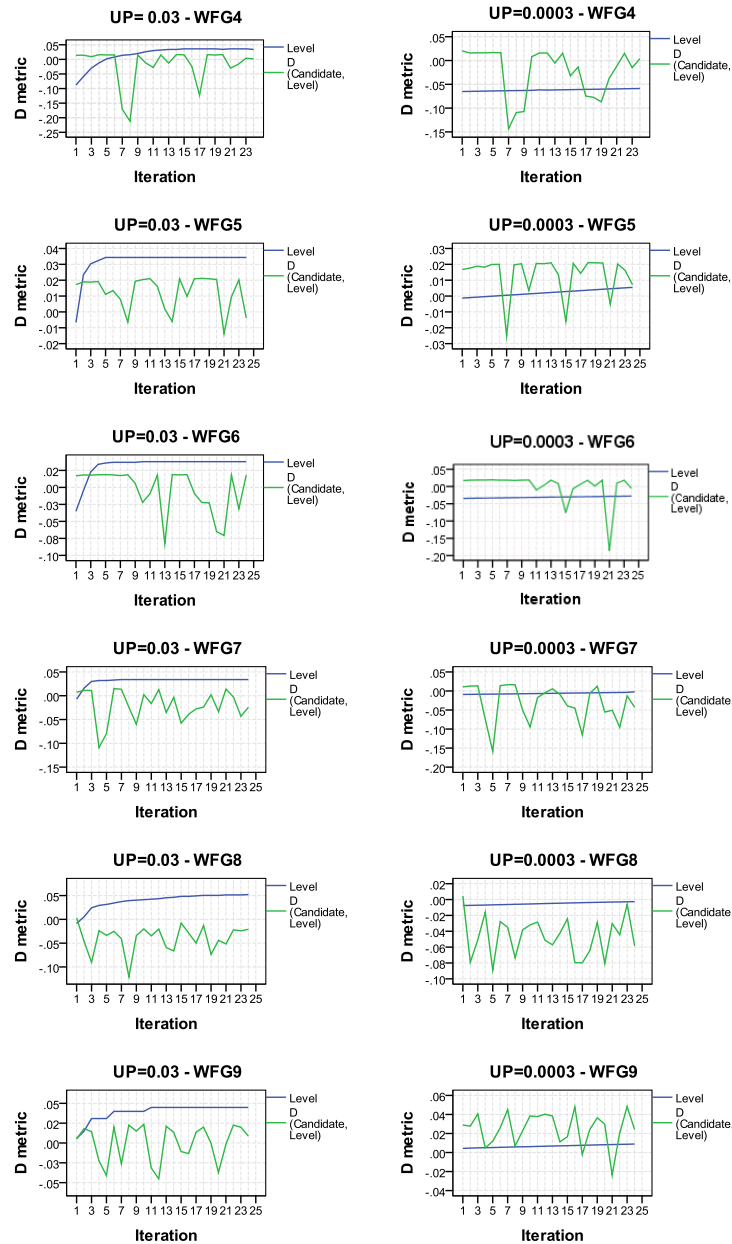 UP= 0.03 - WFG4
D metric
.05
.00
-.05
-.10
-.15
-.20
-.25
1 3 5 7 9 11 13 15 17 19 21 23
Iteration
Level
D
(Candidate,
Level)
UP=0.0003 - WFG4
D metric
.05
.00
-.05
-.10
-.15
1 3 5 7 9 11 13 15 17 19 21 23
Iteration
Level
D
(Candidate,
Level)
UP=0.03 - WFG5
D metric
.04
.03
.02
.01
.00
-.01
-.02
1 3 5 7 9 11 13 15 17 19 21 23 25
Iteration
Level
D
(Candidate,
Level)
UP=0.0003 - WFG5
D metric
.03
.02
.01
.00
-.01
-.02
-.03
1 3 5 7 9 11 13 15 17 19 21 23 25
Iteration
Level
D
(Candidate,
Level)
UP=0.03 - WFG6
D metric
.02
.00
-.03
-.05
-.08
-.10
1 3 5 7 9 11 13 15 17 19 21 23 25
Iteration
Level
D
(Candidate,
Level)
UP=0.0003 - WFG6
D metric
.05
.00
-.05
-.10
-.15
-.20
1 3 5 7 9 11 13 15 17 19 21 23 25
Iteration
Level
D
(Candidate,
Level)
UP=0.03 - WFG7
D metric
.05
.00
-.05
-.10
-.15
1 3 5 7 9 11 13 15 17 19 21 23 25
Iteration
Level
D
(Candidate,
Level)
UP=0.0003 - WFG7
D metric
.05
.00
-.05
-.10
-.15
-.20
1 3 5 7 9 11 13 15 17 19 21 23 25
Iteration
Level
D
(Candidate
Level)
UP=0.03 - WFG8
D metric
.05
.00
-.05
-.10
1 3 5 7 9 11 13 15 17 19 21 23 25
Iteration
Level
D
(Candidate,
Level)
UP=0.0003 - WFG8
D metric
.02
.00
-.02
-.04
-.06
-.08
-.10
1 3 5 7 9 11 13 15 17 19 21 23 25
Iteration
Level
D
(Candidate
Level)
UP=0.03 - WFG9
D metric
.05
.02
.00
-.03
-.05
1 3 5 7 9 11 13 15 17 19 21 23 25
Iteration
Level
D
(Candidate,
Level)
UP=0.0003 - WFG9
D metric
.06
.04
.02
.00
-.02
-.04
1 3 5 7 9 11 13 15 17 19 21 23 25
Iteration
Level
D
(Candidate,
Level)